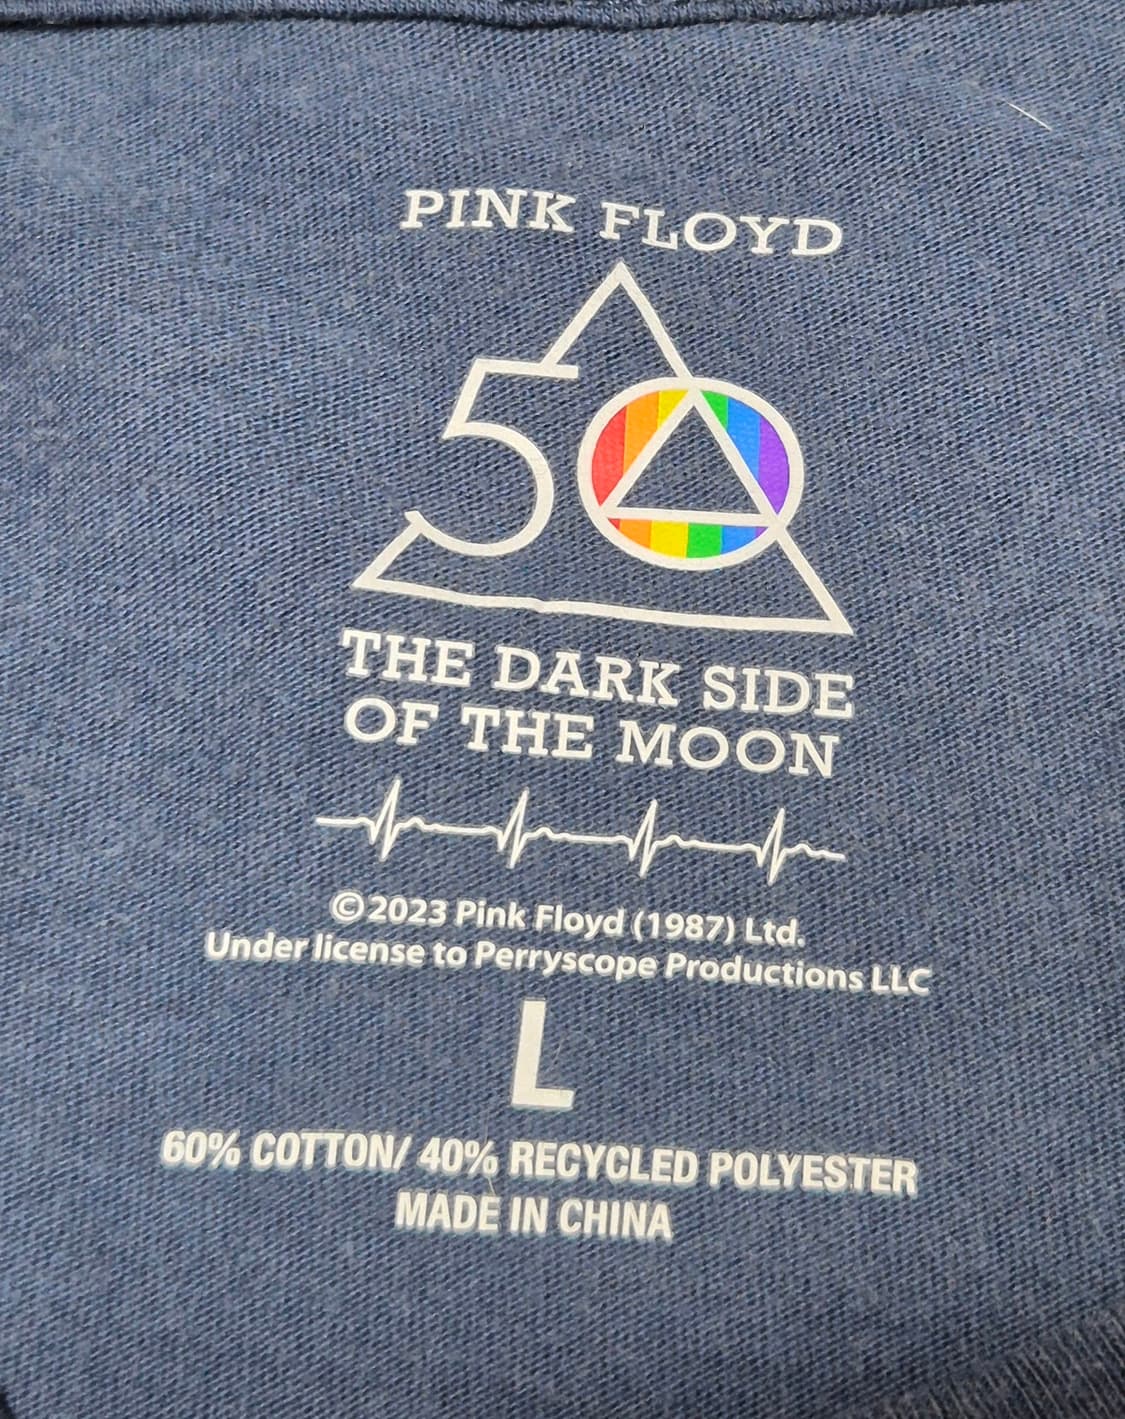 PINK FLOYD
50
THE DARK SIDE
OF THE MOON
©2023 Pink Floyd (1987) Ltd.
Under license to Perryscope Productions LLC
L
60% COTTON/ 40% RECYCLED POLYESTER
MADE IN CHINA